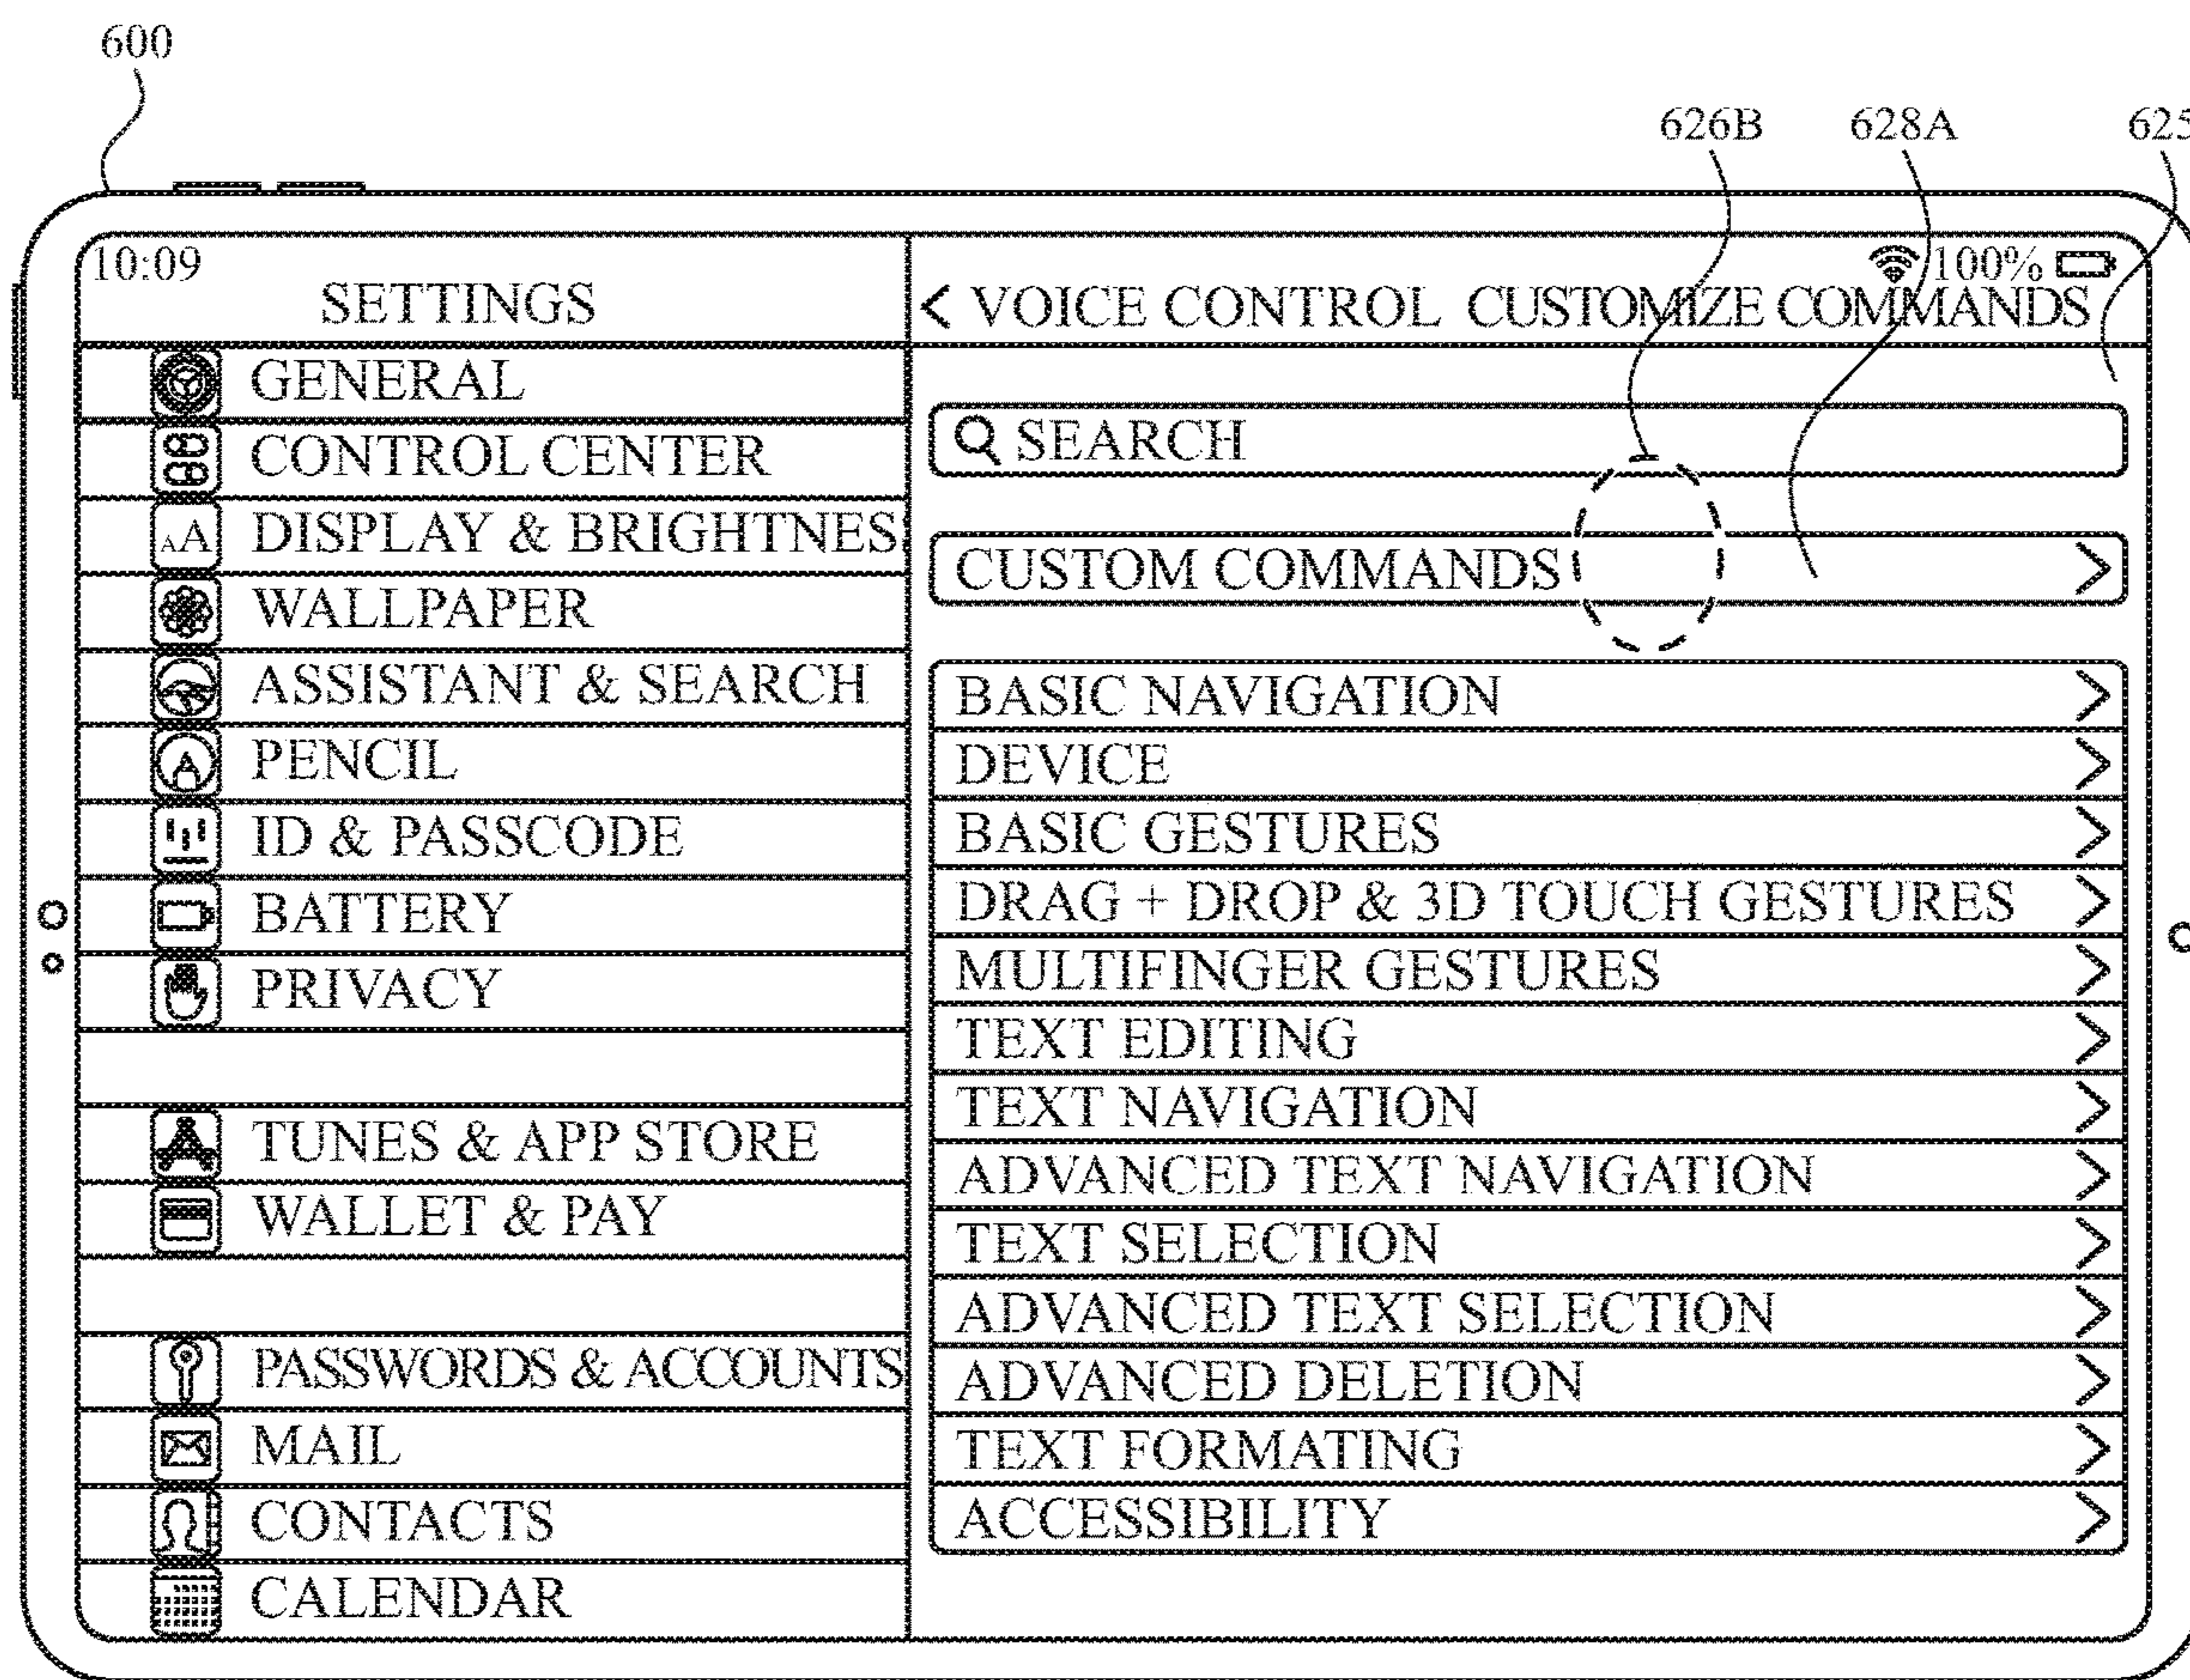 600
626B 628A 625
10:09
100%
SETTINGS
VOICE CONTROL CUSTOMIZE COMMANDS
GENERAL
CONTROL CENTER
AA DISPLAY & BRIGHTNES
WALLPAPER
ASSISTANT & SEARCH
PENCIL
ID & PASSCODE
BATTERY
PRIVACY
TUNES & APP STORE
WALLET & PAY
PASSWORDS & ACCOUNTS
MAIL
CONTACTS
CALENDAR
SEARCH
CUSTOM COMMANDS
BASIC NAVIGATION
DEVICE
BASIC GESTURES
DRAG + DROP & 3D TOUCH GESTURES
MULTIFINGER GESTURES
TEXT EDITING
TEXT NAVIGATION
ADVANCED TEXT NAVIGATION
TEXT SELECTION
ADVANCED TEXT SELECTION
ADVANCED DELETION
TEXT FORMATING
ACCESSIBILITY